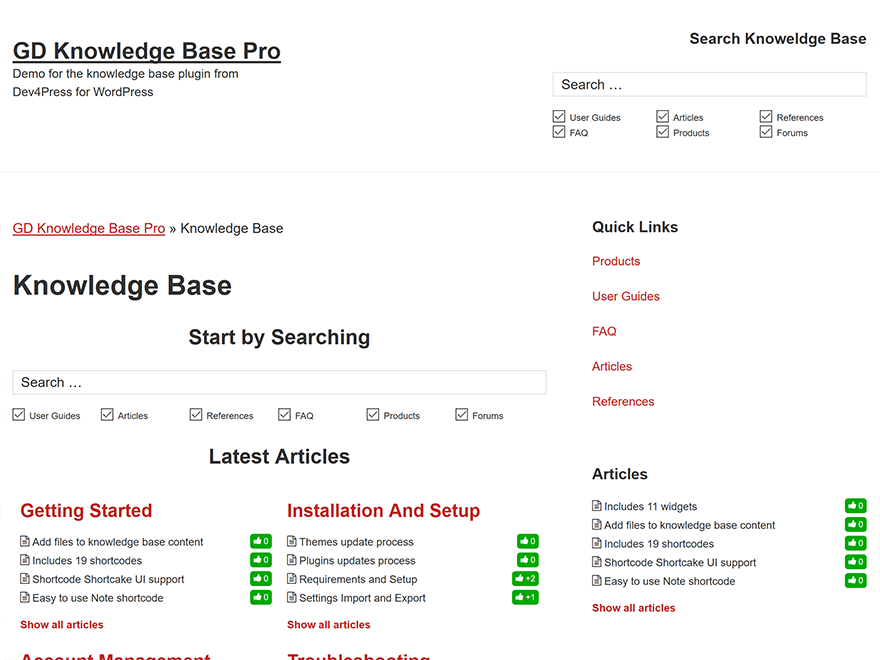 GD Knowledge Base Pro
Demo for the knowledge base plugin from
Dev4Press for WordPress
Search Knoweldge Base
Search …
User Guides
Articles
References
FAQ
Products
Forums
GD Knowledge Base Pro » Knowledge Base
Knowledge Base
Start by Searching
Search …
User Guides
Articles
References
FAQ
Products
Forums
Latest Articles
Getting Started
Add files to knowledge base content 0
Includes 19 shortcodes 0
Shortcode Shortcake UI support 0
Easy to use Note shortcode 0
Show all articles
Installation And Setup
Themes update process 0
Plugins updates process 0
Requirements and Setup +2
Settings Import and Export +1
Show all articles
Account Management
Troubleshooting
Quick Links
Products
User Guides
FAQ
Articles
References
Articles
Includes 11 widgets 0
Add files to knowledge base content 0
Includes 19 shortcodes 0
Shortcode Shortcake UI support 0
Easy to use Note shortcode 0
Show all articles